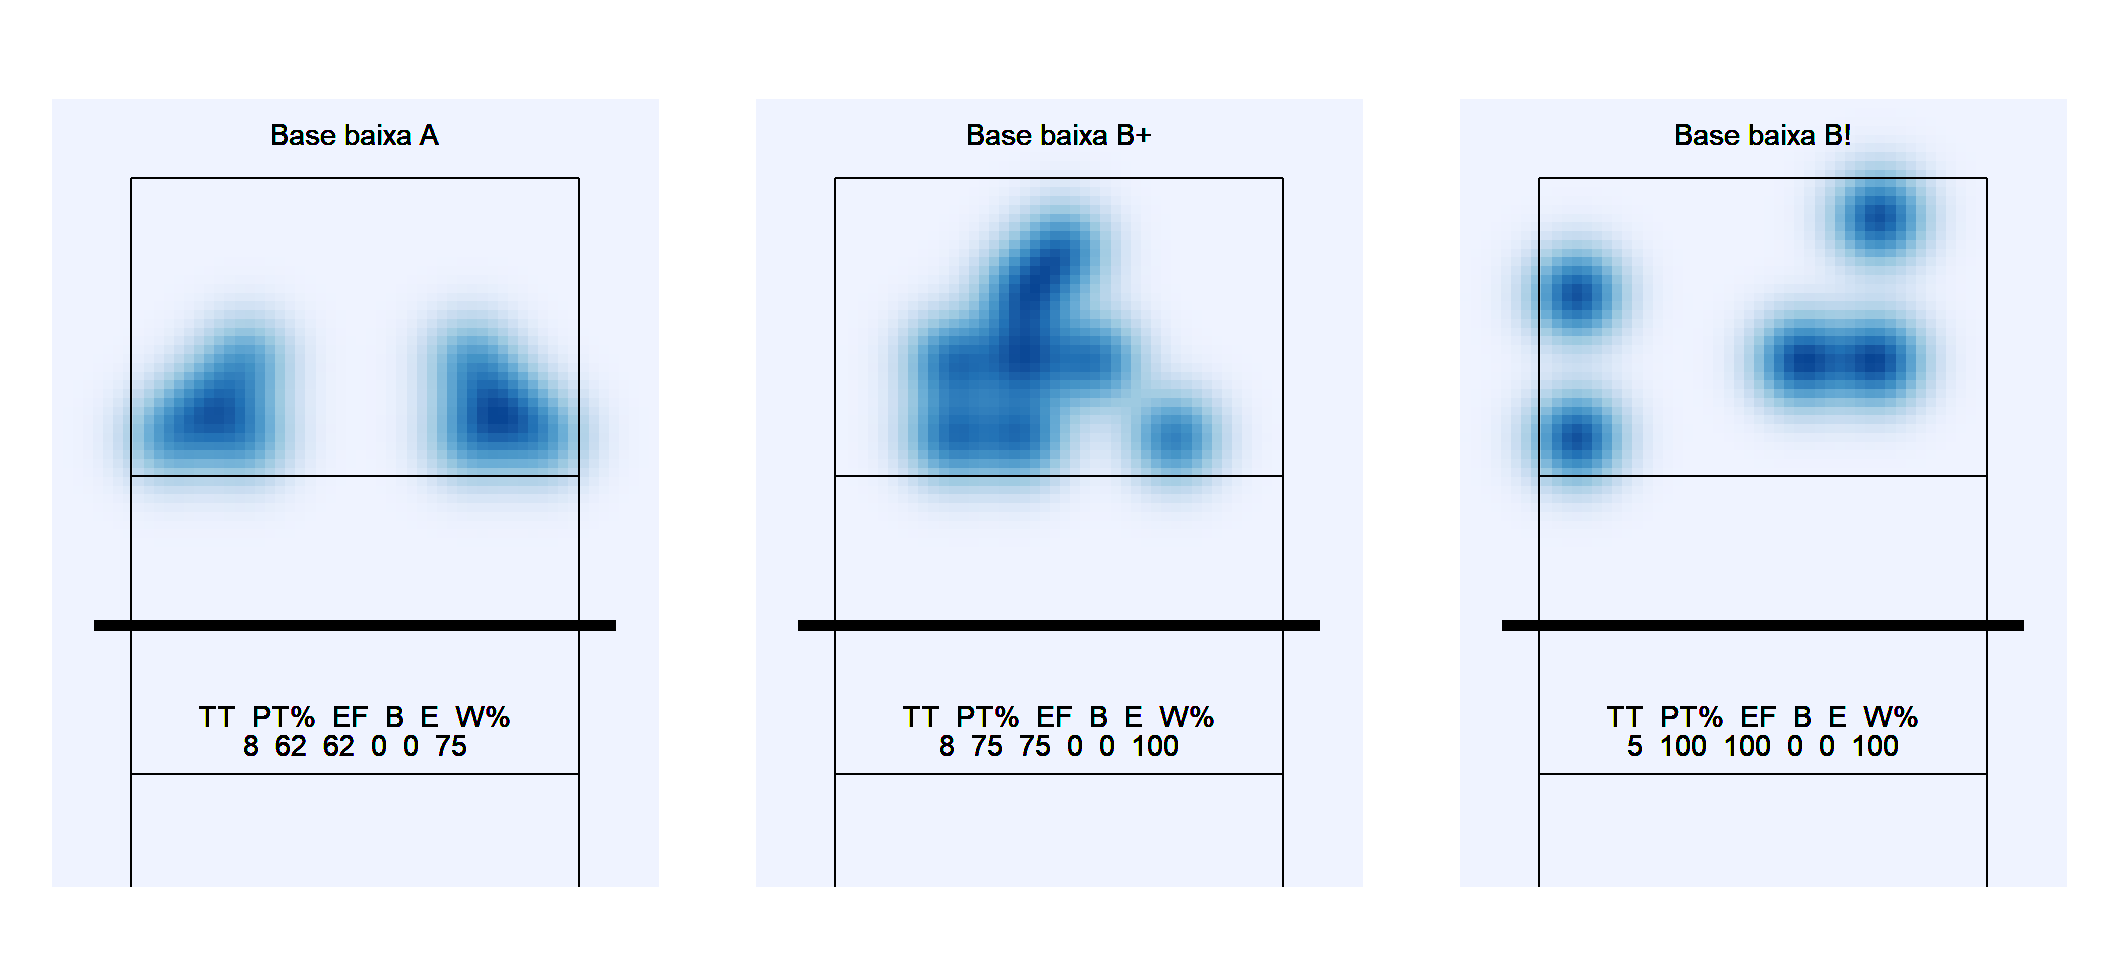 Base baixa A
TT PT% EF B E W%
8 62 62 0 0 75
Base baixa B+
TT PT% EF B E W%
8 75 75 0 0 100
Base baixa B!
TT PT% EF B E W%
5 100 100 0 0 100